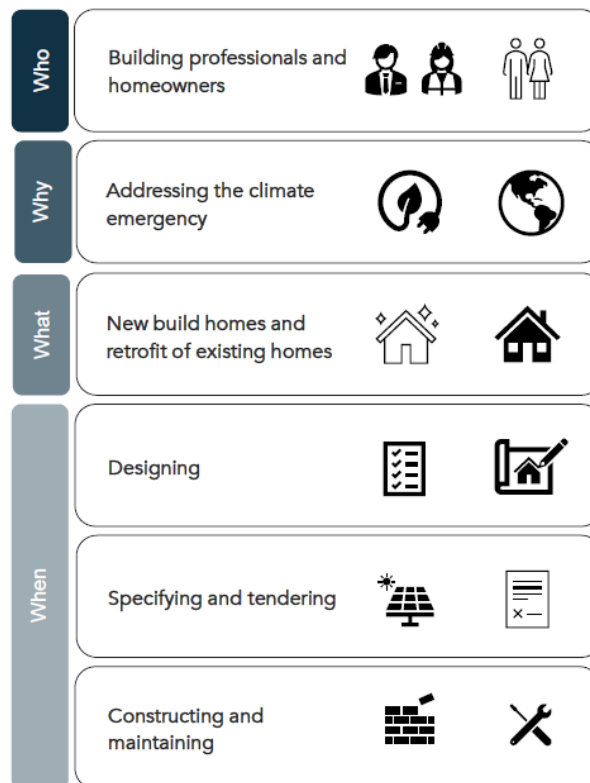 Who
Building professionals and
homeowners
Why
Addressing the climate
emergency
What
New build homes and
retrofit of existing homes
When
Designing
Specifying and tendering
Constructing and
maintaining